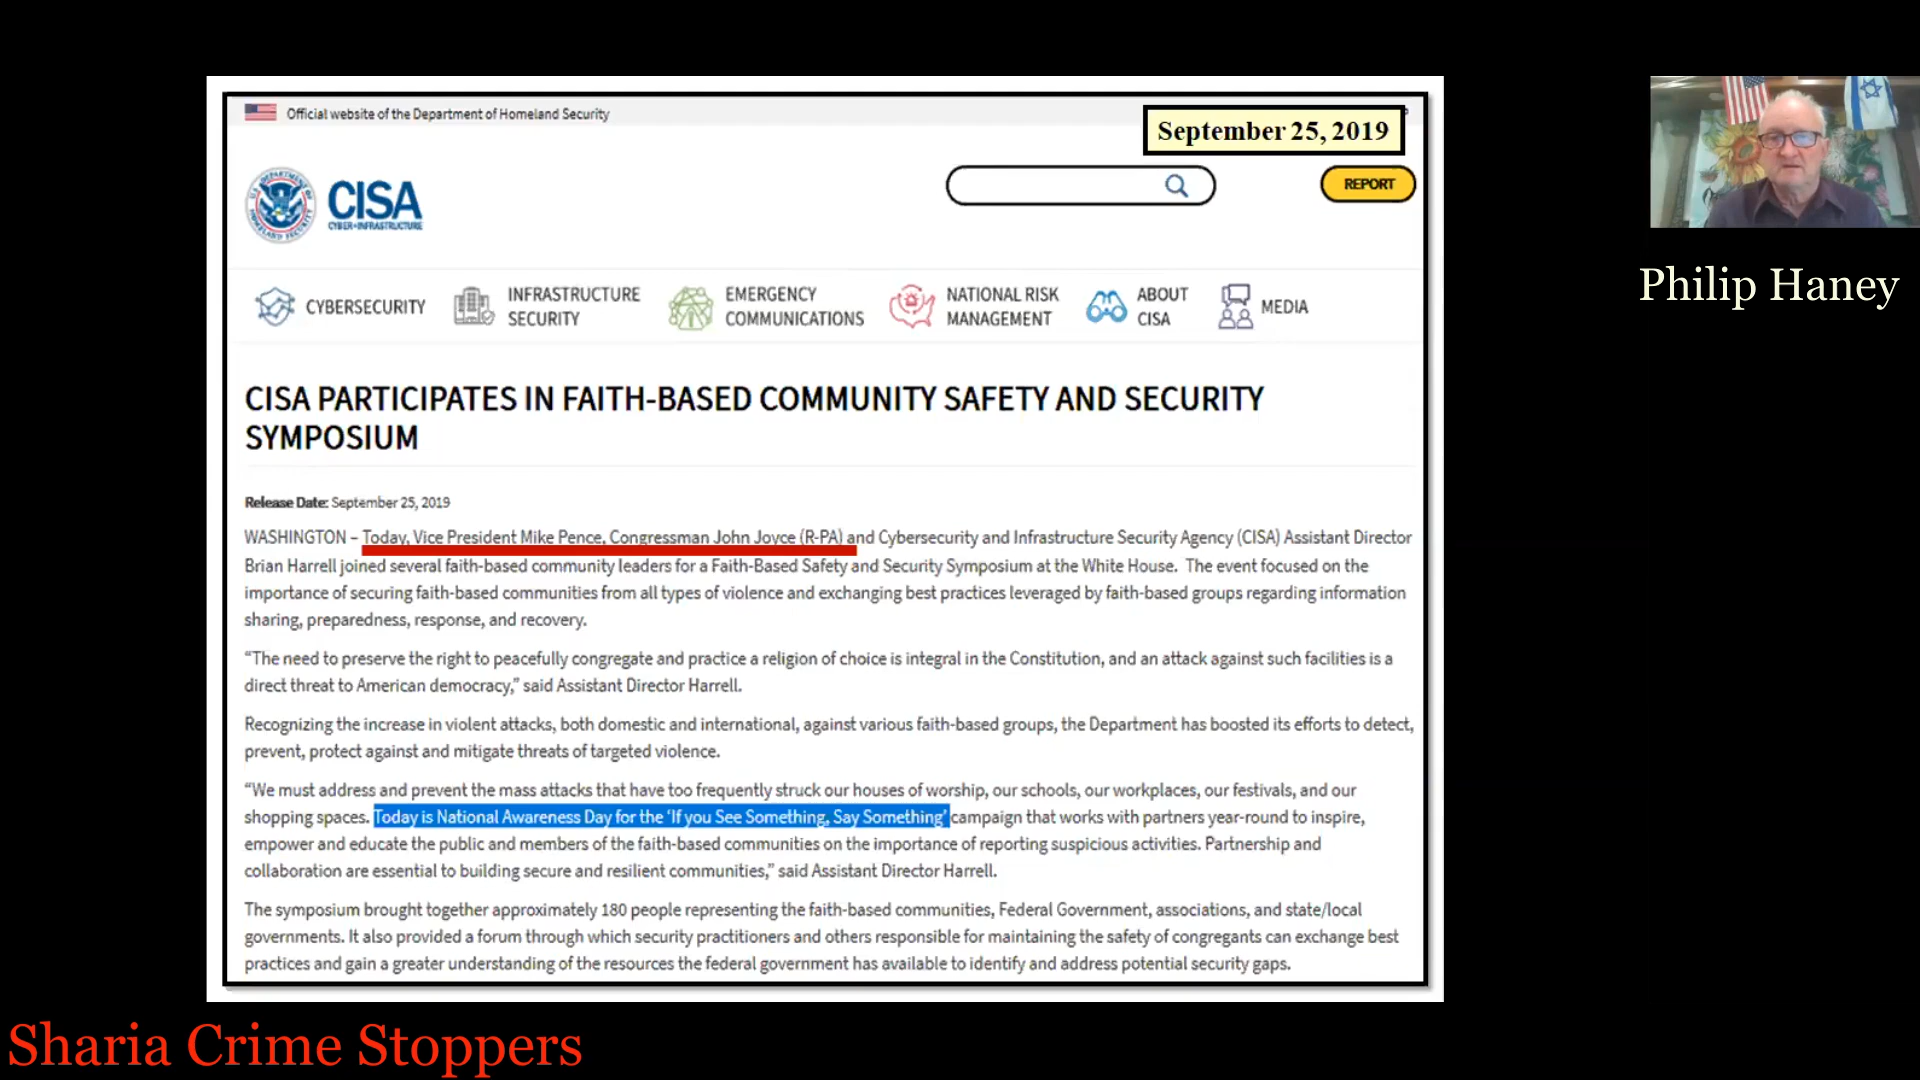 Official website of the Department of Homeland Security
September 25, 2019
CISA
CYBER+INFRASTRUCTURE
REPORT
CYBERSECURITY
INFRASTRUCTURE
SECURITY
EMERGENCY
COMMUNICATIONS
NATIONAL RISK
MANAGEMENT
ABOUT
CISA
MEDIA
CISA PARTICIPATES IN FAITH-BASED COMMUNITY SAFETY AND SECURITY
SYMPOSIUM
Release Date: September 25, 2019
WASHINGTON – Today, Vice President Mike Pence, Congressman John Joyce (R-PA) and Cybersecurity and Infrastructure Security Agency (CISA) Assistant Director
Brian Harrell joined several faith-based community leaders for a Faith-Based Safety and Security Symposium at the White House.  The event focused on the
importance of securing faith-based communities from all types of violence and exchanging best practices leveraged by faith-based groups regarding information
sharing, preparedness, response, and recovery.
“The need to preserve the right to peacefully congregate and practice a religion of choice is integral in the Constitution, and an attack against such facilities is a
direct threat to American democracy,” said Assistant Director Harrell.
Recognizing the increase in violent attacks, both domestic and international, against various faith-based groups, the Department has boosted its efforts to detect,
prevent, protect against and mitigate threats of targeted violence.
“We must address and prevent the mass attacks that have too frequently struck our houses of worship, our schools, our workplaces, our festivals, and our
shopping spaces. Today is National Awareness Day for the ‘If you See Something, Say Something’ campaign that works with partners year-round to inspire,
empower and educate the public and members of the faith-based communities on the importance of reporting suspicious activities. Partnership and
collaboration are essential to building secure and resilient communities,” said Assistant Director Harrell.
The symposium brought together approximately 180 people representing the faith-based communities, Federal Government, associations, and state/local
governments. It also provided a forum through which security practitioners and others responsible for maintaining the safety of congregants can exchange best
practices and gain a greater understanding of the resources the federal government has available to identify and address potential security gaps.
Philip Haney
Sharia Crime Stoppers